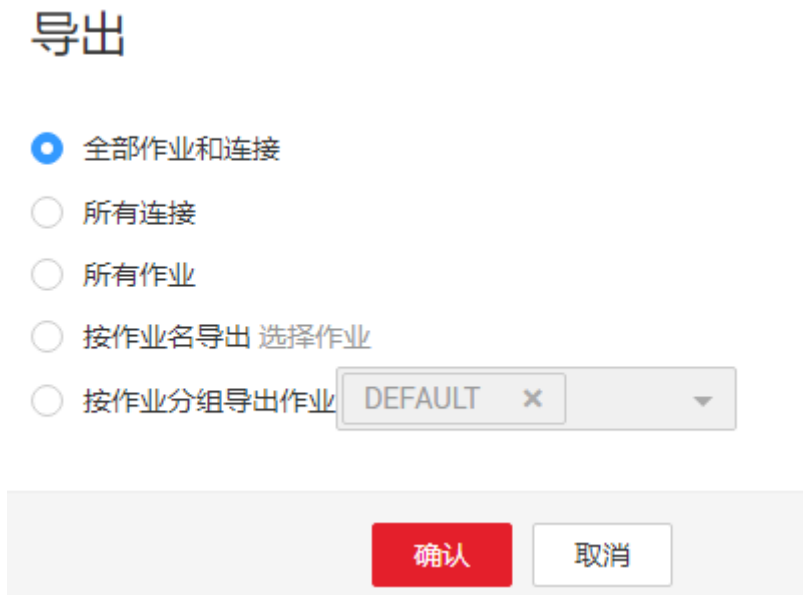 导出
全部作业和连接
所有连接
所有作业
按作业名导出 选择作业
按作业分组导出作业 DEFAULT ×
确认 取消